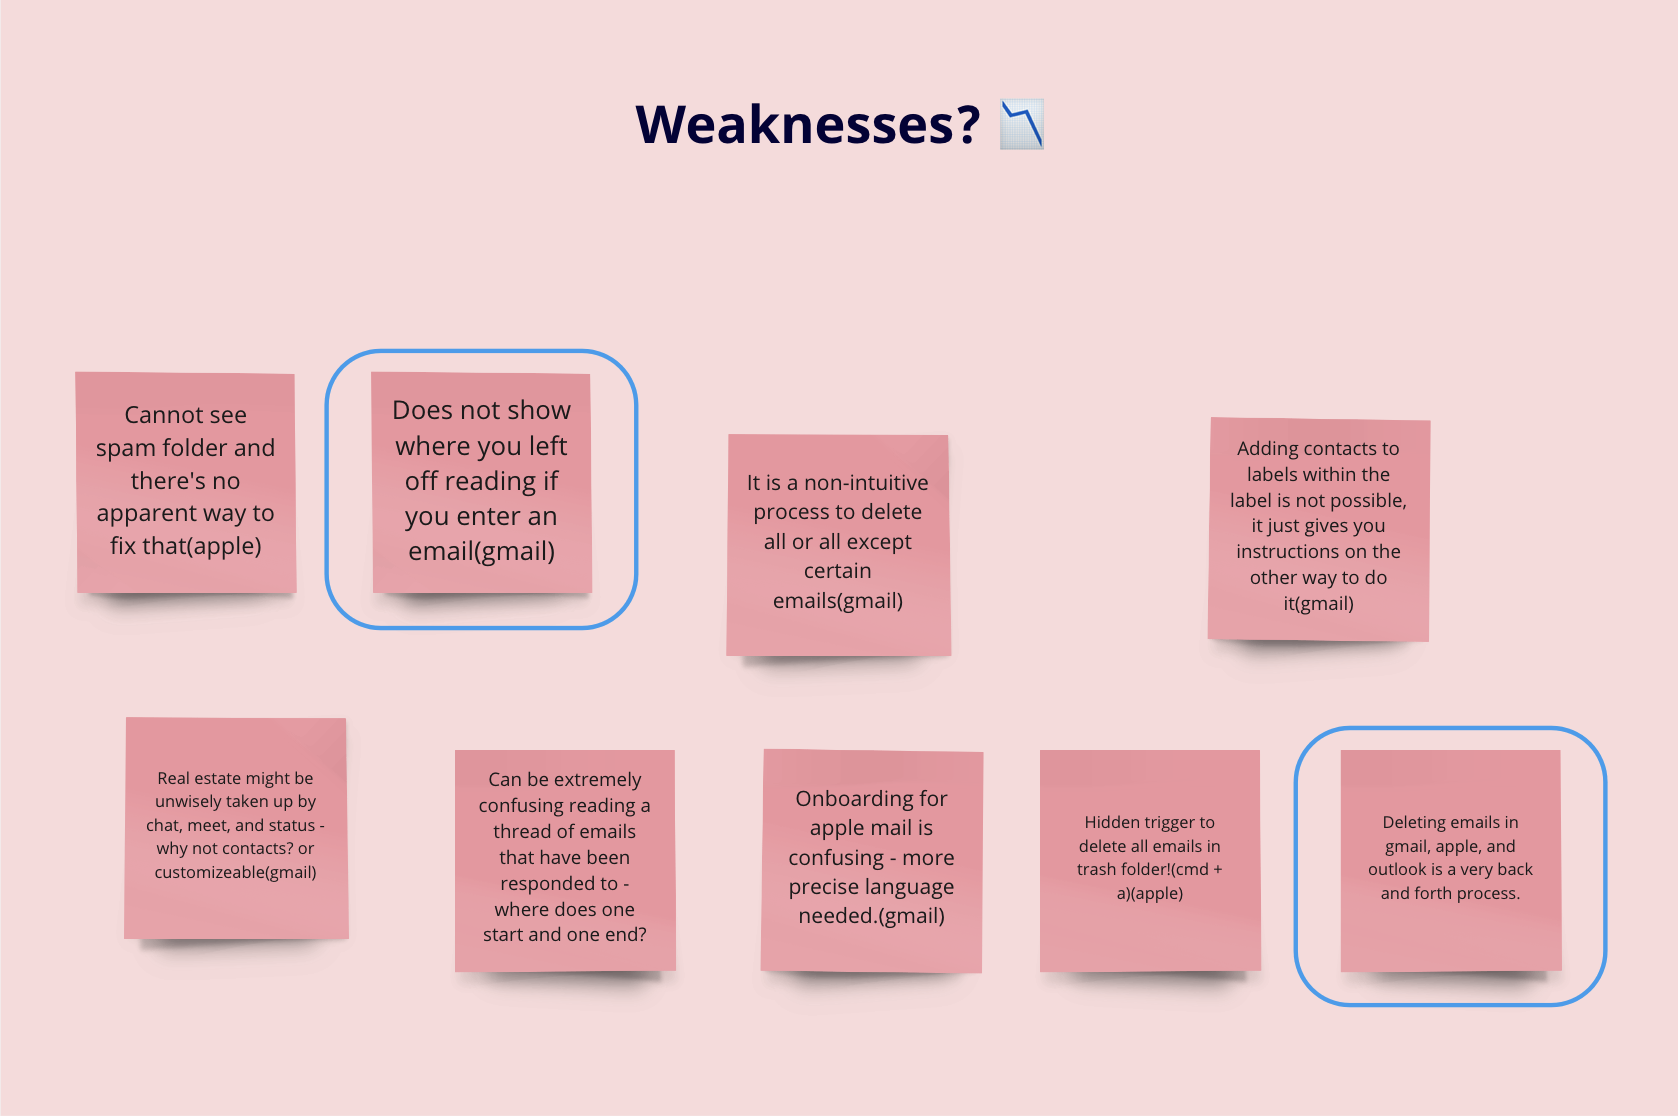 Weaknesses? 📉
Cannot see
spam folder and
there's no
apparent way to
fix that(apple)
Does not show
where you left
off reading if
you enter an
email(gmail)
It is a non-intuitive
process to delete
all or all except
certain
emails(gmail)
Adding contacts to
labels within the
label is not possible,
it just gives you
instructions on the
other way to do
it(gmail)
Real estate might be
unwisely taken up by
chat, meet, and status -
why not contacts? or
customizeable(gmail)
Can be extremely
confusing reading a
thread of emails
that have been
responded to -
where does one
start and one end?
Onboarding for
apple mail is
confusing - more
precise language
needed.(gmail)
Hidden trigger to
delete all emails in
trash folder!(cmd +
a)(apple)
Deleting emails in
gmail, apple, and
outlook is a very back
and forth process.